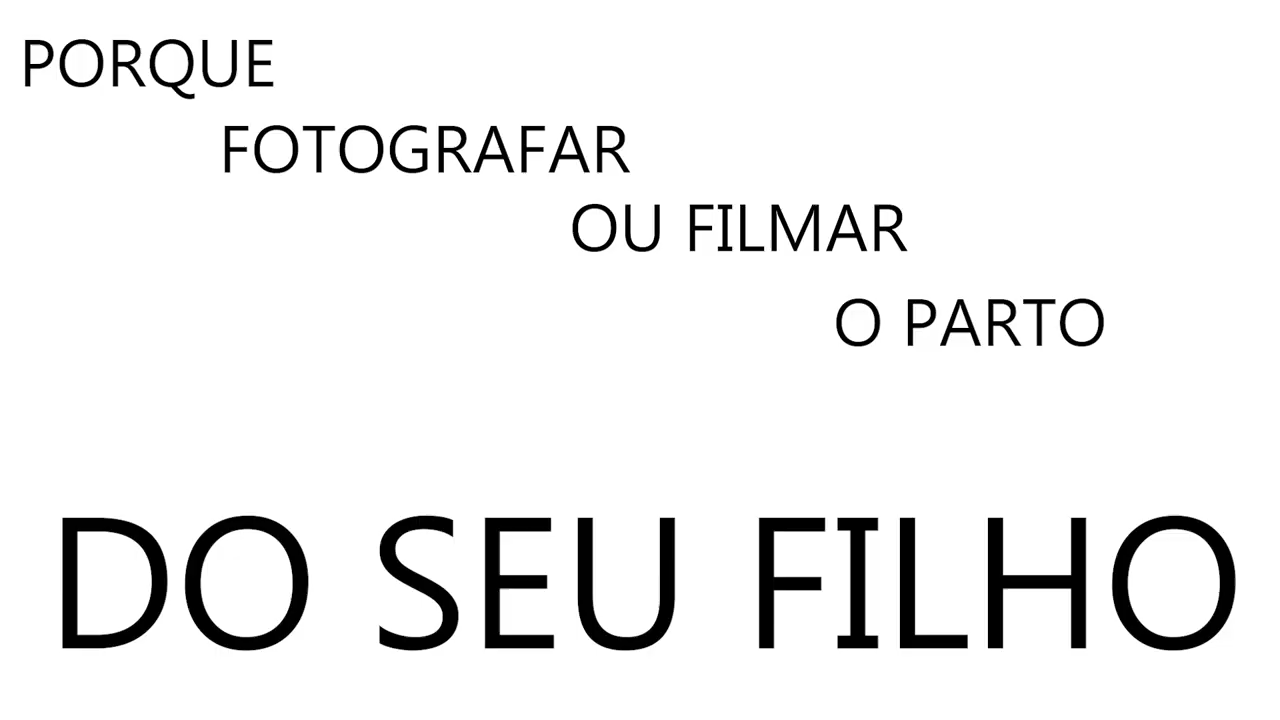 PORQUE
FOTOGRAFAR
OU FILMAR
O PARTO
DO SEU FILHO